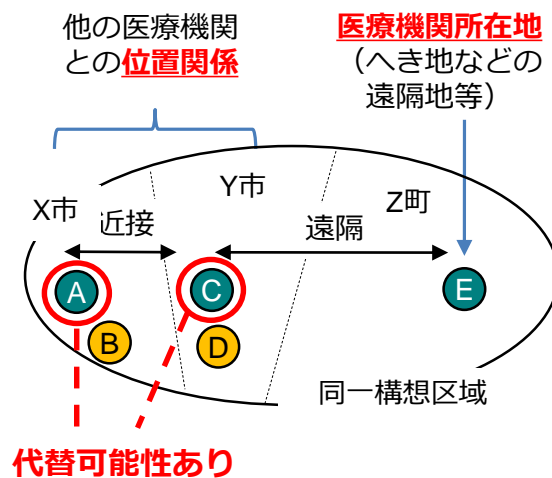 他の医療機関
との位置関係
医療機関所在地
（へき地などの
遠隔地等）
X市
近接
Y市
遠隔
Z町
A
B
C
D
E
同一構想区域
代替可能性あり